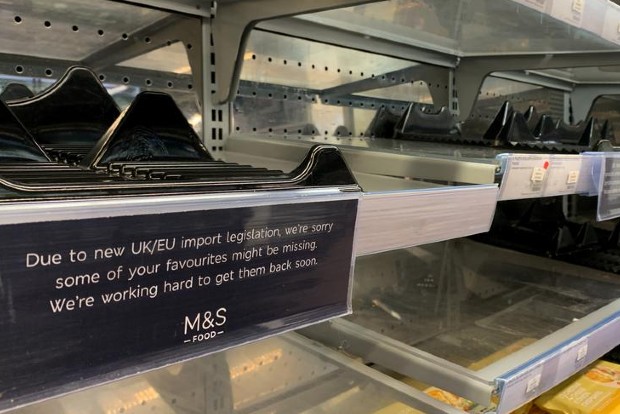 Due to new UK/EU import legislation, we're sorry
some of your favourites might be missing.
We're working hard to get them back soon.
M&S
FOOD